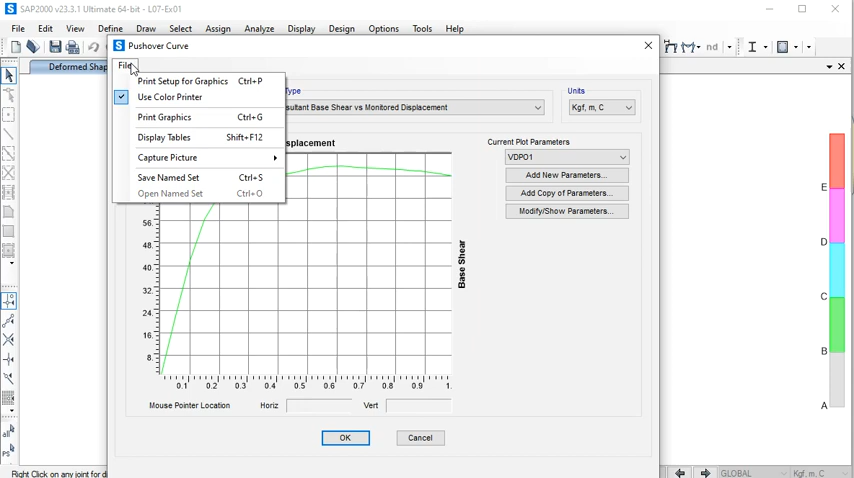 SAP2000 v23.3.1 Ultimate 64-bit - L07-Ex01
File Edit View Define Draw Select Assign Analyze Display Design Options Tools Help
nd
Deformed Shap
Pushover Curve
File
Print Setup for Graphics Ctrl+P
Use Color Printer
Print Graphics Ctrl+G
Display Tables Shift+F12
Capture Picture
Save Named Set Ctrl+S
Open Named Set Ctrl+O
Type
sultant Base Shear vs Monitored Displacement
Units
Kgf, m, C
splacement
Current Plot Parameters
VDPO1
Add New Parameters...
Add Copy of Parameters...
Modify/Show Parameters...
56.
48.
40.
32.
24.
16.
8.
0.1 0.2 0.3 0.4 0.5 0.6 0.7 0.8 0.9 1.
Base Shear
Mouse Pointer Location Horiz Vert
OK Cancel
E
D
C
B
A
all
PS
Right Click on any joint for di
GLOBAL Kgf, m, C